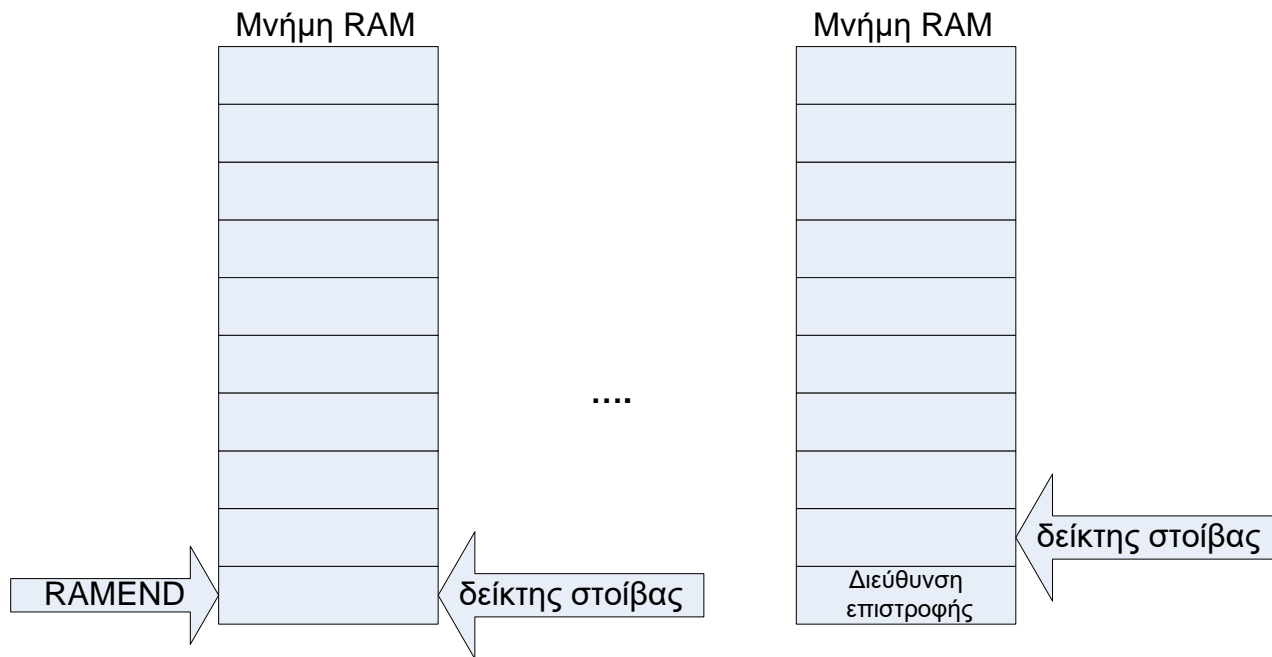 Μνήμη RAM
Μνήμη RAM
....
δείκτης στοίβας
RAMEND
δείκτης στοίβας
Διεύθυνση
επιστροφής